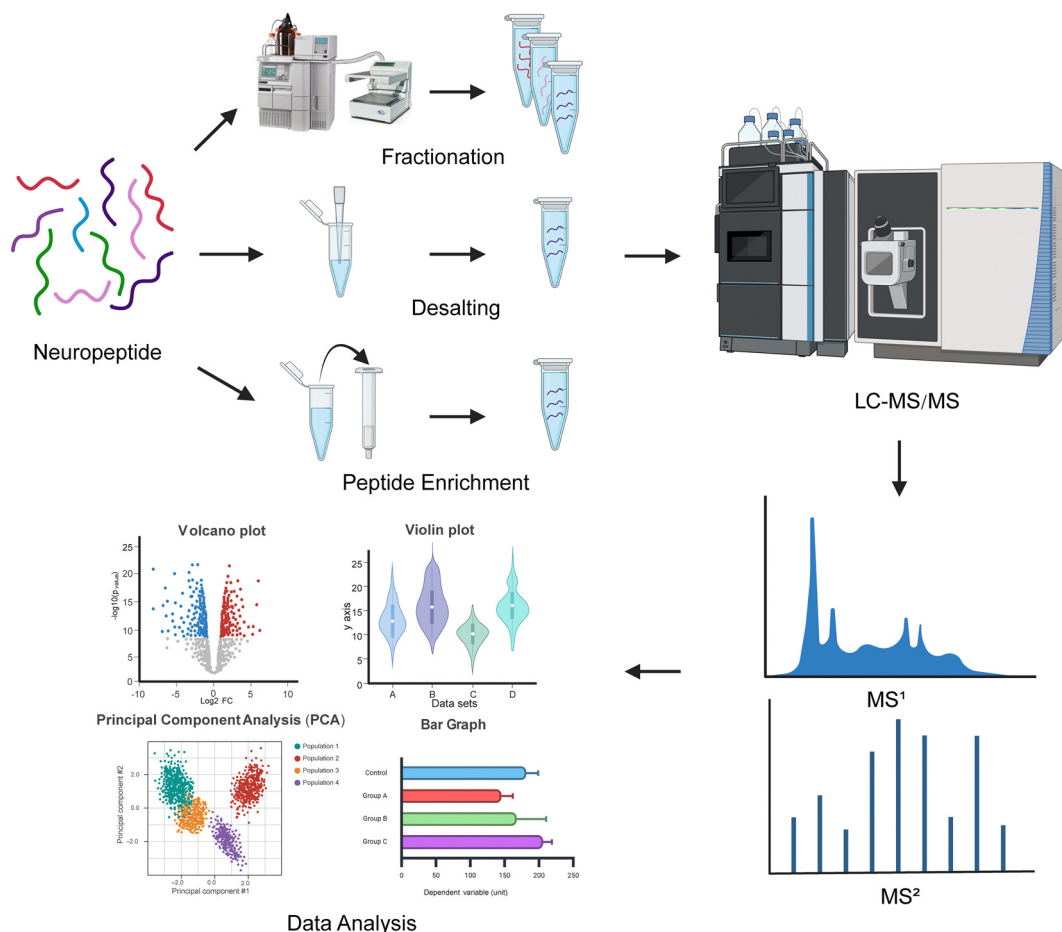 Fractionation
Neuropeptide
Desalting
Peptide Enrichment
LC-MS/MS
MS¹
MS²
Volcano plot
-log10(p value)
25
20
15
10
5
0
-10
-5
0
5
10
Log2 FC
Violin plot
y axis
25
20
15
10
5
0
A
B
C
D
Data sets
Principal Component Analysis (PCA)
Population 1
Population 2
Population 3
Population 4
Principal component #2
2.0
0.0
−2.0
−2.0
0.0
2.0
Principal component #1
Bar Graph
Control
Group A
Group B
Group C
0
50
100
150
200
250
Dependent variable (unit)
Data Analysis